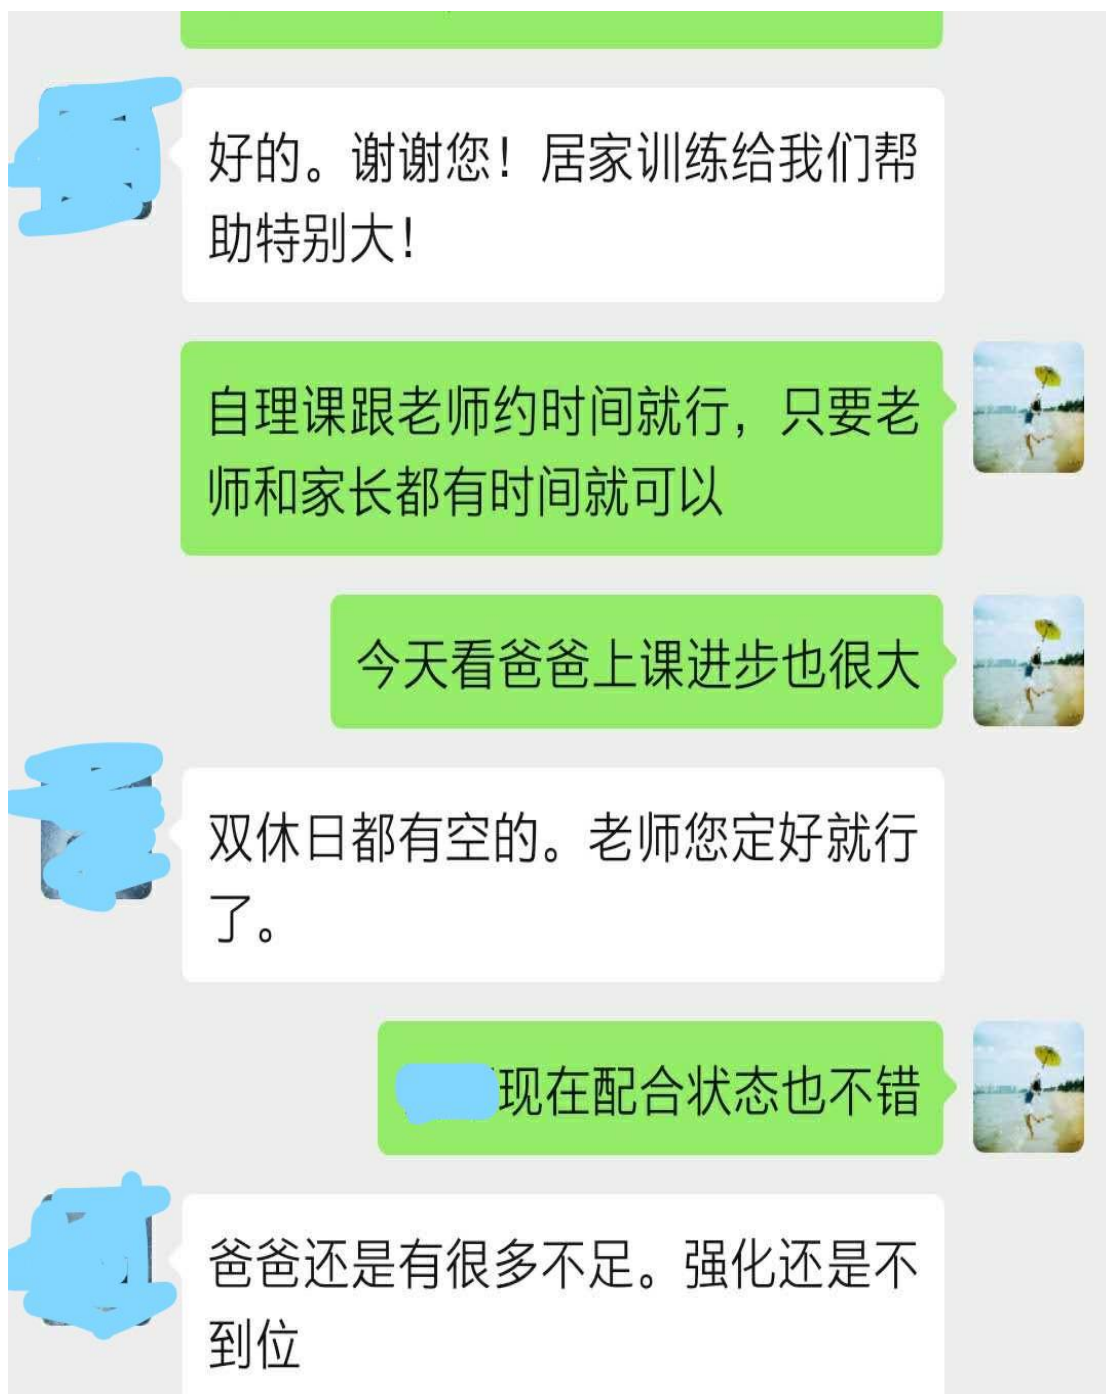 好的。谢谢您！居家训练给我们帮
助特别大！
自理课跟老师约时间就行，只要老
师和家长都有时间就可以
今天看爸爸上课进步也很大
双休日都有空的。老师您定好就行
了。
现在配合状态也不错
爸爸还是有很多不足。强化还是不
到位